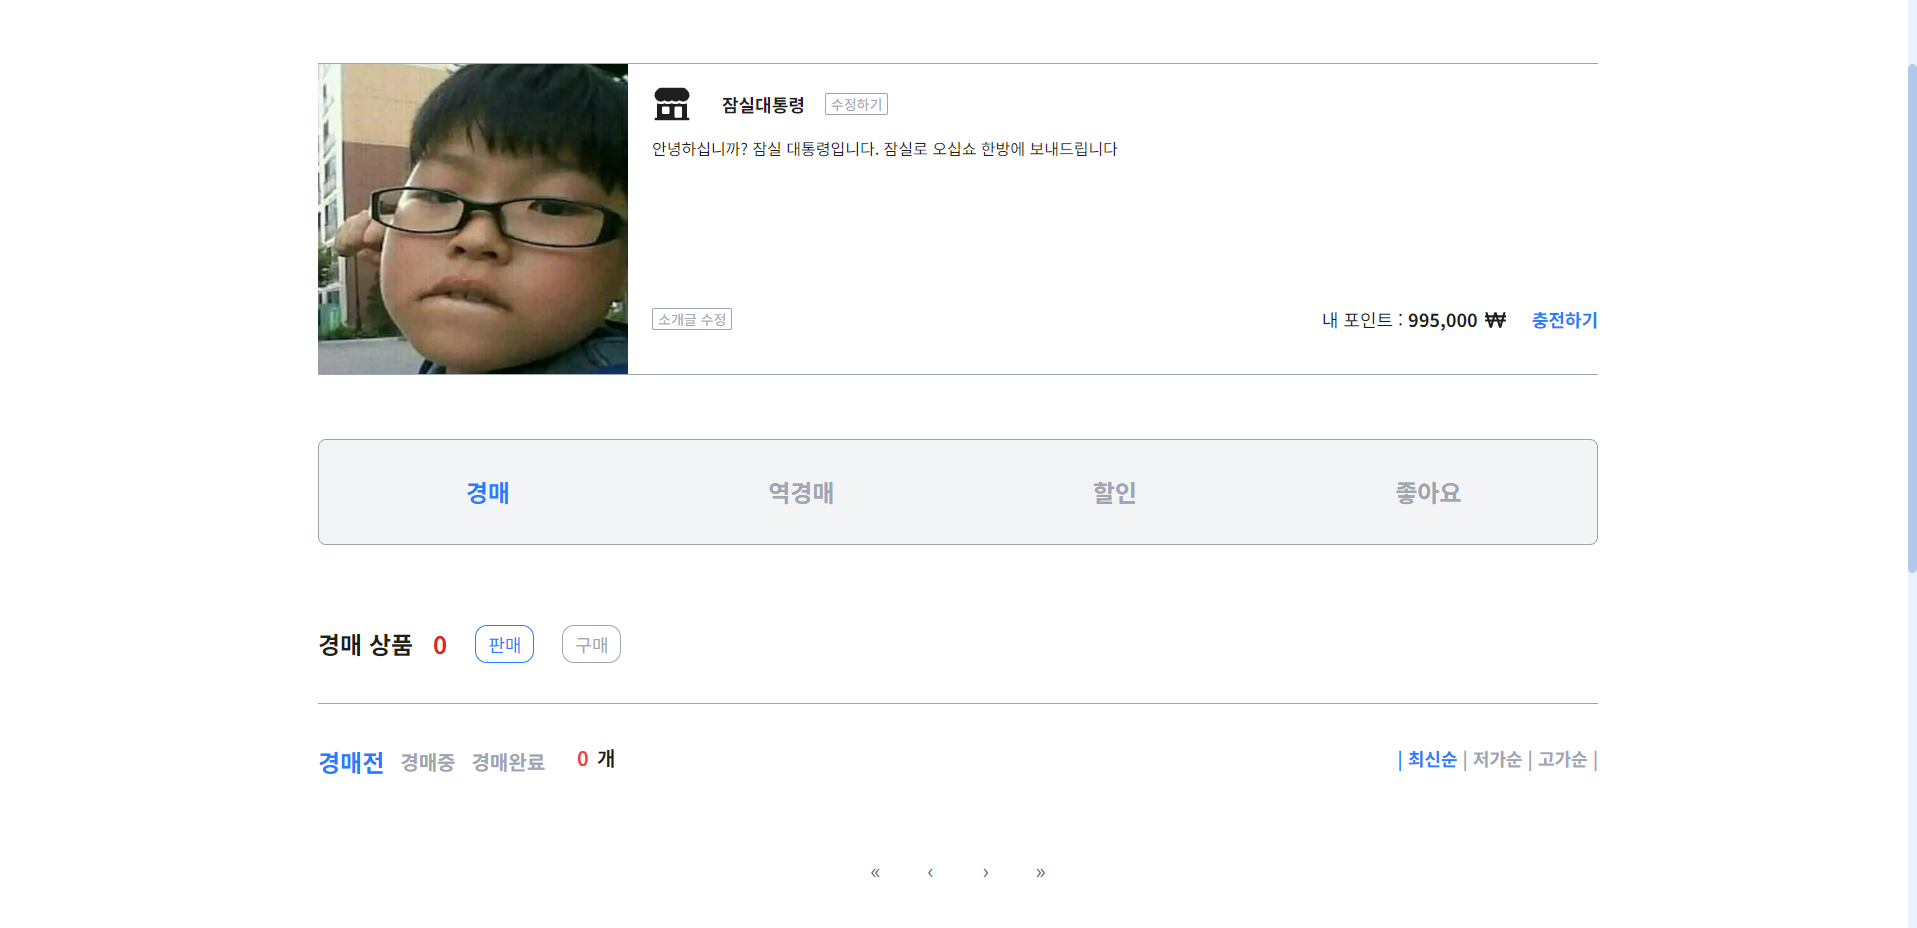 잠실대통령 수정하기
안녕하십니까? 잠실 대통령입니다. 잠실로 오십쇼 한방에 보내드립니다
소개글 수정 내 포인트 : 995,000 ₩ 충전하기
경매 역경매 할인 좋아요
경매 상품 0 판매 구매
경매전 경매중 경매완료 0 개 | 최신순 | 저가순 | 고가순 |
« ‹ › »